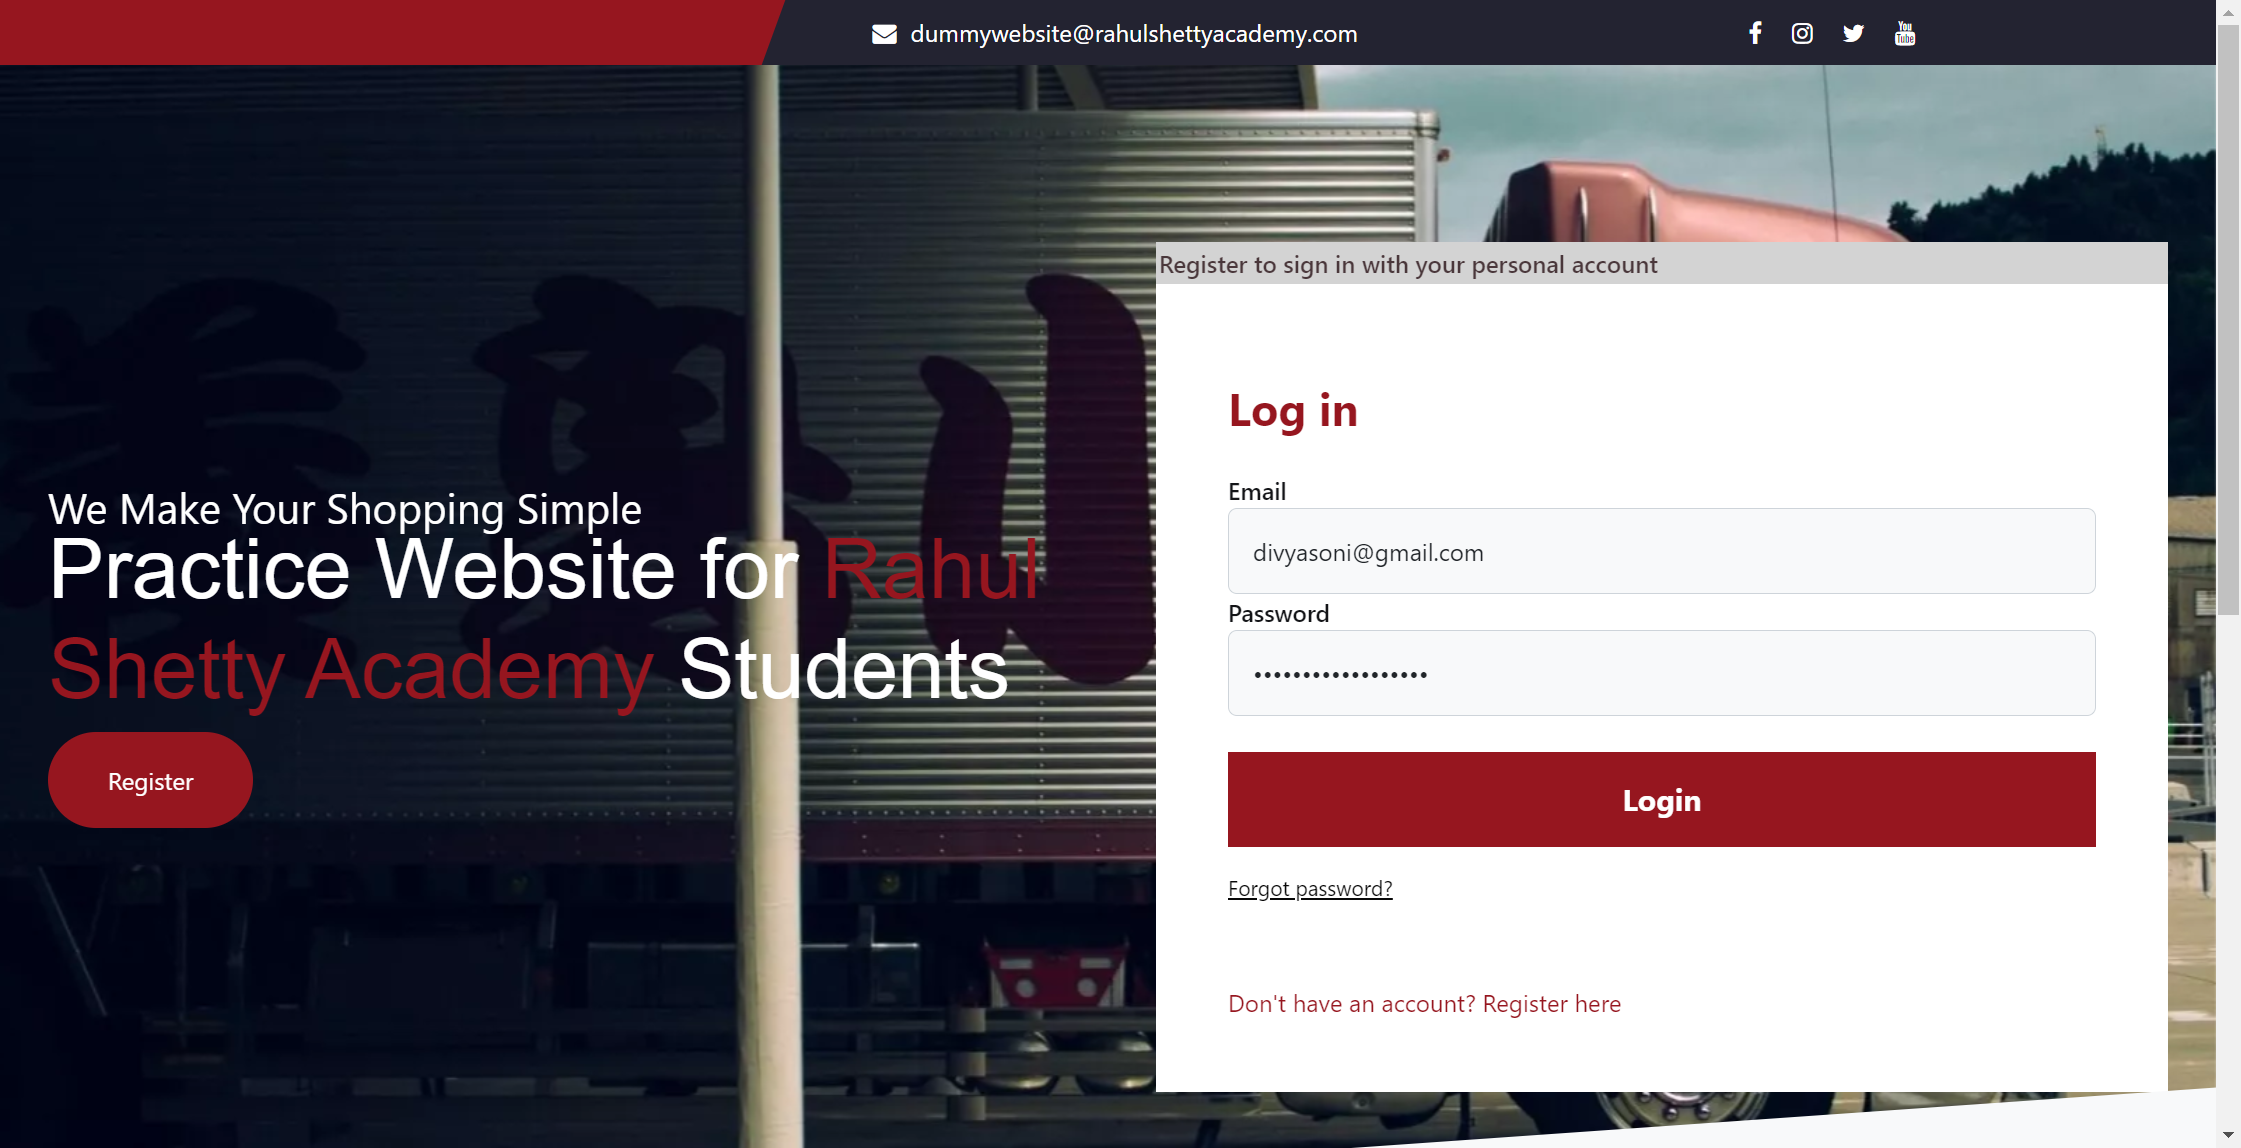 dummywebsite@rahulshettyacademy.com
You
Tube
Register to sign in with your personal account
Log in
Email
divyasoni@gmail.com
Password
••••••••••••••••••
Login
Forgot password?
Don't have an account? Register here
We Make Your Shopping Simple
Practice Website for Rahul
Shetty Academy Students
Register